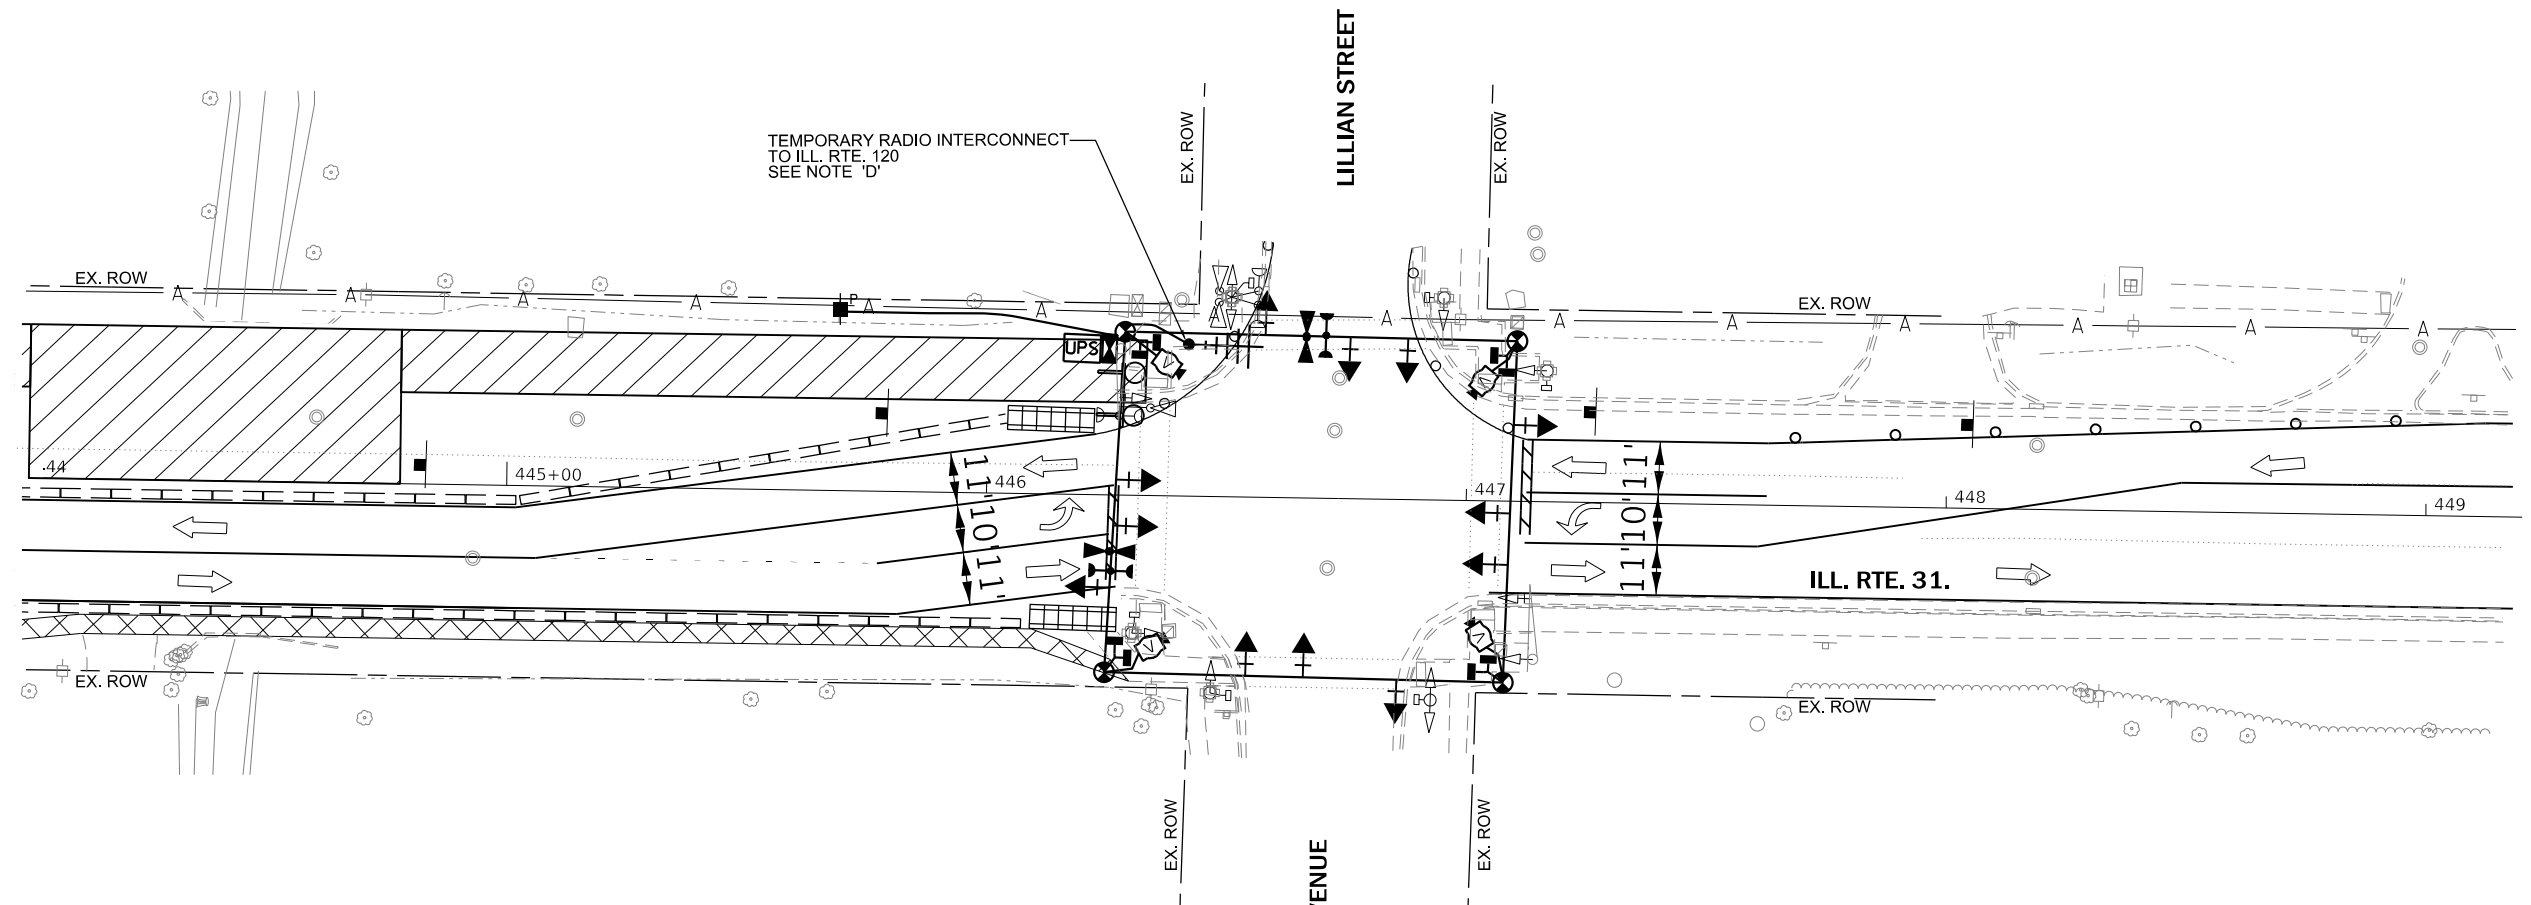 LILLIAN STREET
TEMPORARY RADIO INTERCONNECT
TO ILL. RTE. 120
SEE NOTE 'D'
EX. ROW
EX. ROW
EX. ROW
EX. ROW
A A A A A A A A A A A A A A
P
UPS
.44
445+00
446
447
448
449
11' 10' 11'
11' 10' 11'
V
V
V
V
ILL. RTE. 31.
EX. ROW
EX. ROW
EX. ROW
EX. ROW
VENUE